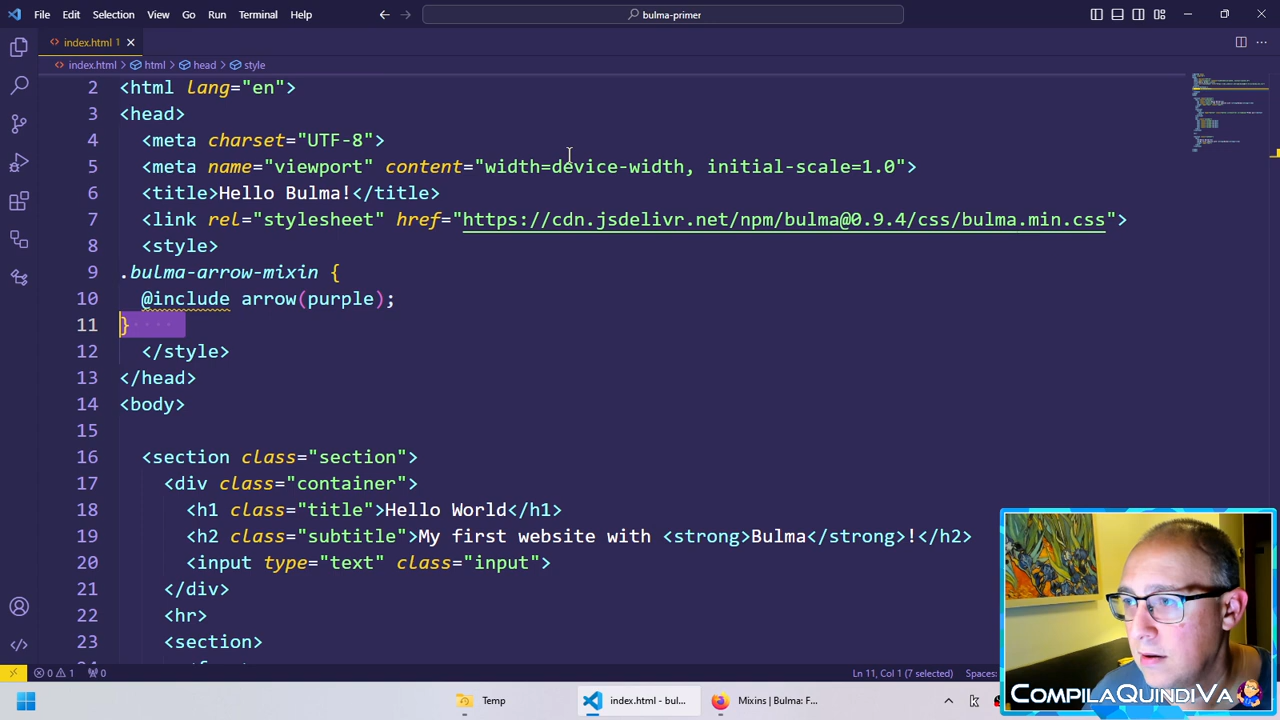 File Edit Selection View Go Run Terminal Help
bulma-primer
index.html 1
index.html html head style
2 <html lang="en">
3 <head>
4 <meta charset="UTF-8">
5 <meta name="viewport" content="width=device-width, initial-scale=1.0">
6 <title>Hello Bulma!</title>
7 <link rel="stylesheet" href="https://cdn.jsdelivr.net/npm/bulma@0.9.4/css/bulma.min.css">
8 <style>
9 .bulma-arrow-mixin {
10 @include arrow(purple);
11 }
12 </style>
13 </head>
14 <body>
15
16 <section class="section">
17 <div class="container">
18 <h1 class="title">Hello World</h1>
19 <h2 class="subtitle">My first website with <strong>Bulma</strong>!</h2>
20 <input type="text" class="input">
21 </div>
22 <hr>
23 <section>
0 1 0 Ln 11, Col 1 (7 selected) Spaces:
Temp index.html - bul... Mixins | Bulma: F...
CompilaQuindiVa